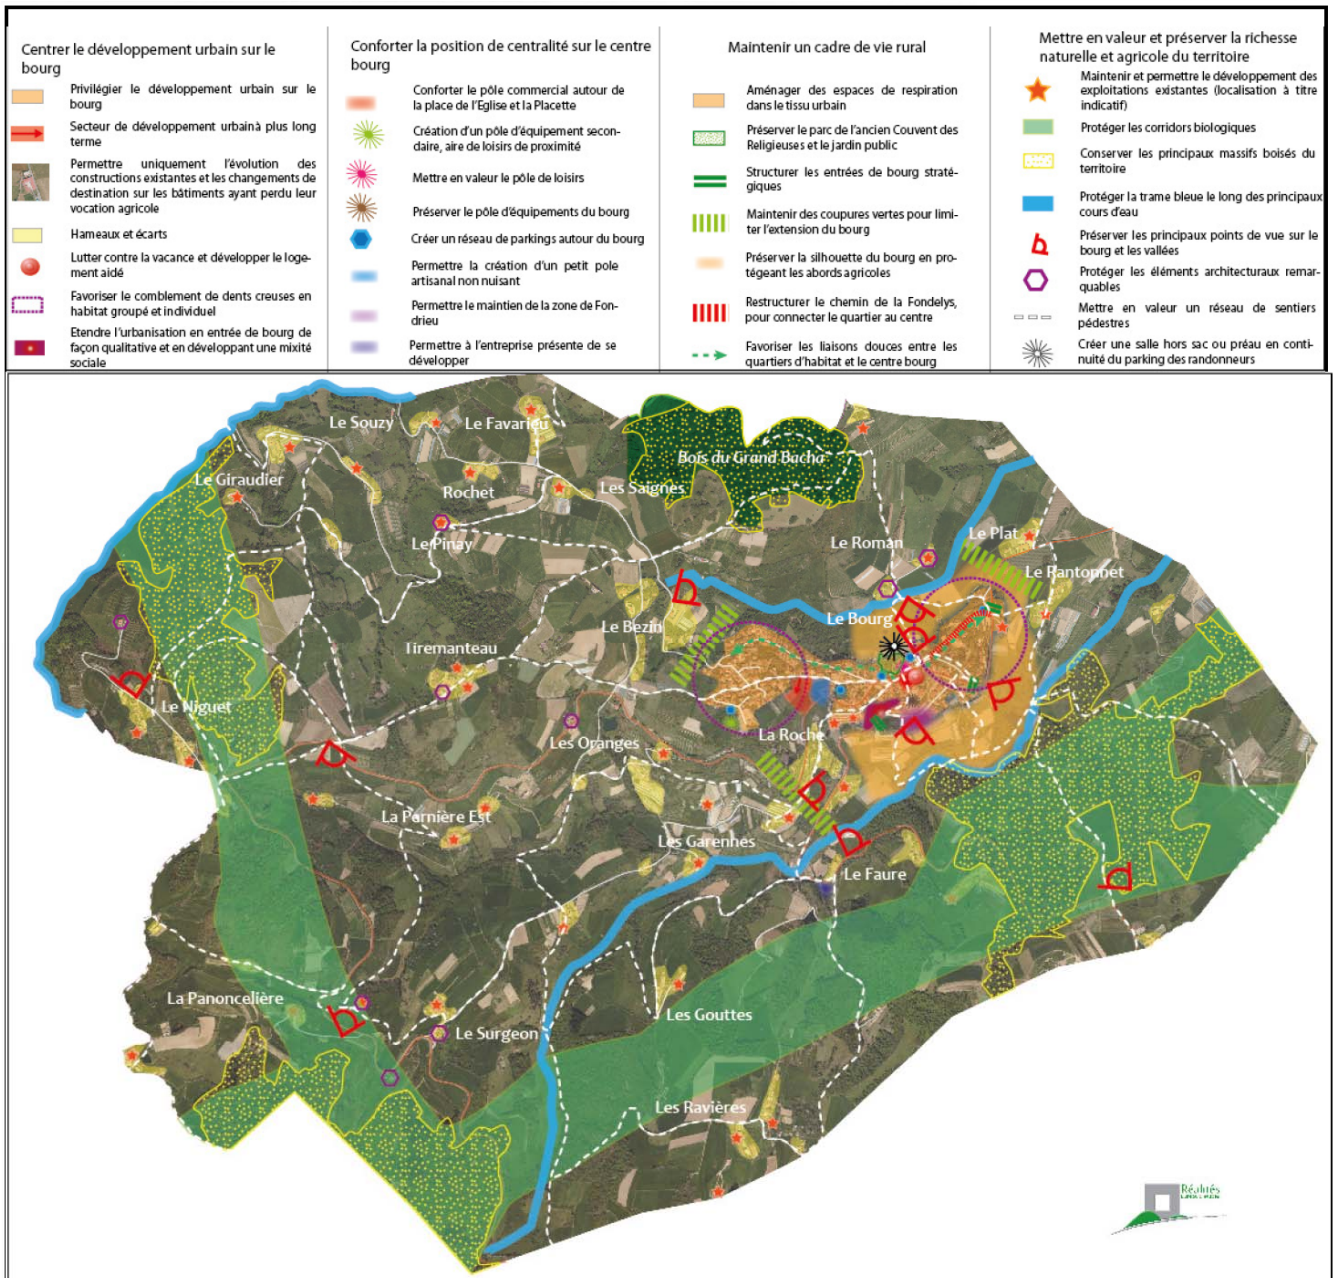 Centrer le développement urbain sur le
bourg
Privilégier le développement urbain sur le
bourg
Secteur de développement urbainà plus long
terme
Permettre uniquement l'évolution des
constructions existantes et les changements de
destination sur les bâtiments ayant perdu leur
vocation agricole
Hameaux et écarts
Lutter contre la vacance et développer le loge-
ment aidé
Favoriser le comblement de dents creuses en
habitat groupé et individuel
Etendre l'urbanisation en entrée de bourg de
façon qualitative et en développant une mixité
sociale
Conforter la position de centralité sur le centre
bourg
Conforter le pôle commercial autour de
la place de l'Eglise et la Placette
Création d'un pôle d'équipement secon-
daire, aire de loisirs de proximité
Mettre en valeur le pôle de loisirs
Préserver le pôle d'équipements du bourg
Créer un réseau de parkings autour du bourg
Permettre la création d'un petit pole
artisanal non nuisant
Permettre le maintien de la zone de Fon-
drieu
Permettre à l'entreprise présente de se
développer
Maintenir un cadre de vie rural
Aménager des espaces de respiration
dans le tissu urbain
Préserver le parc de l'ancien Couvent des
Religieuses et le jardin public
Structurer les entrées de bourg straté-
giques
Maintenir des coupures vertes pour limi-
ter l'extension du bourg
Préserver la silhouette du bourg en pro-
tégeant les abords agricoles
Restructurer le chemin de la Fondelys,
pour connecter le quartier au centre
Favoriser les liaisons douces entre les
quartiers d'habitat et le centre bourg
Mettre en valeur et préserver la richesse
naturelle et agricole du territoire
Maintenir et permettre le développement des
exploitations existantes (localisation à titre
indicatif)
Protéger les corridors biologiques
Conserver les principaux massifs boisés du
territoire
Protéger la trame bleue le long des principaux
cours d'eau
Préserver les principaux points de vue sur le
bourg et les vallées
Protéger les éléments architecturaux remar-
quables
Mettre en valeur un réseau de sentiers
pédestres
Créer une salle hors sac ou préau en conti-
nuité du parking des randonneurs
Le Souzy
Le Favarieu
Bois du Grand Bacha
Le Giraudier
Rochet
Les Saignes
Le Pinay
Le Roman
Le Plat
Le Rantonnet
Le Bezin
Le Bourg
Tiremanteau
Le Niguet
Les Oranges
La Roche
La Pernière Est
Les Garenhes
Le Faure
La Panoncelière
Les Gouttes
Le Surgeon
Les Ravières
Réalités